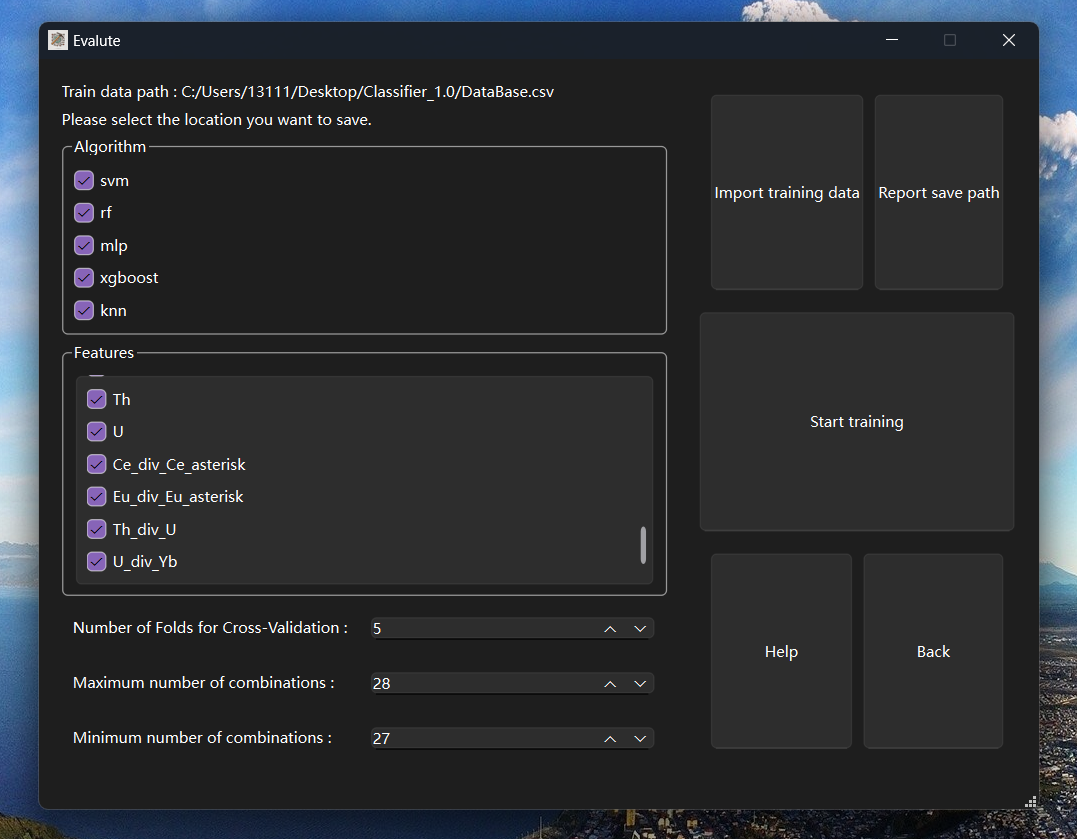 Evalute
Train data path : C:/Users/13111/Desktop/Classifier_1.0/DataBase.csv
Please select the location you want to save.
Algorithm
svm
rf
mlp
xgboost
knn
Features
Th
U
Ce_div_Ce_asterisk
Eu_div_Eu_asterisk
Th_div_U
U_div_Yb
Number of Folds for Cross-Validation : 5
Maximum number of combinations : 28
Minimum number of combinations : 27
Import training data
Report save path
Start training
Help
Back